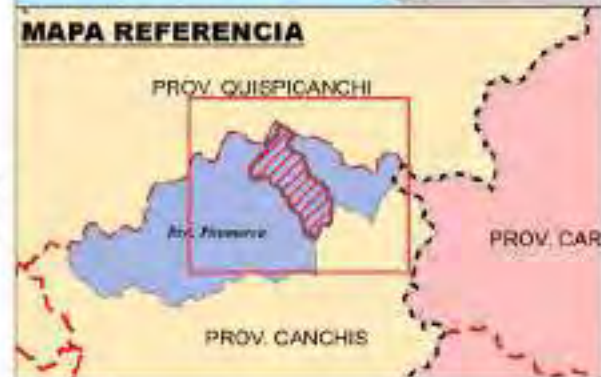 MAPA REFERENCIA
PROV. QUISPICANCHI
PROV. CAR
PROV. CANCHIS